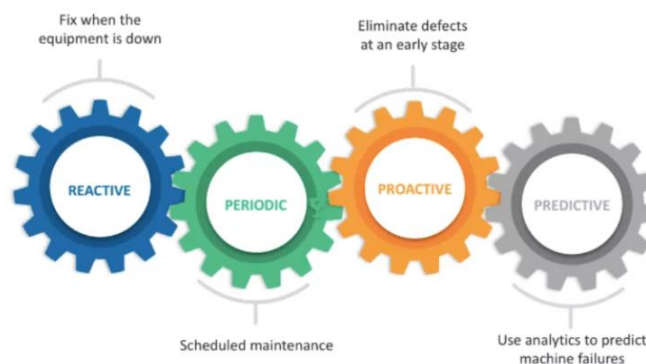 Fix when the
equipment is down
Eliminate defects
at an early stage
REACTIVE
PERIODIC
PROACTIVE
PREDICTIVE
Scheduled maintenance
Use analytics to predict
machine failures